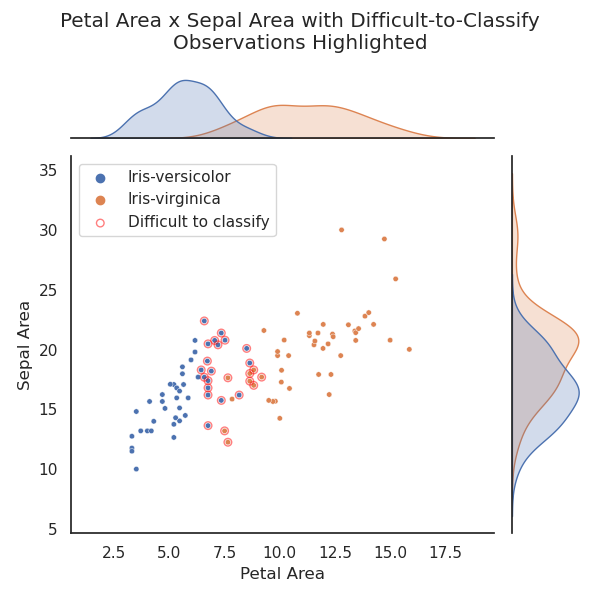 Petal Area x Sepal Area with Difficult-to-Classify
Observations Highlighted
Iris-versicolor
Iris-virginica
Difficult to classify
35
30
25
20
15
10
5
Sepal Area
2.5 5.0 7.5 10.0 12.5 15.0 17.5
Petal Area